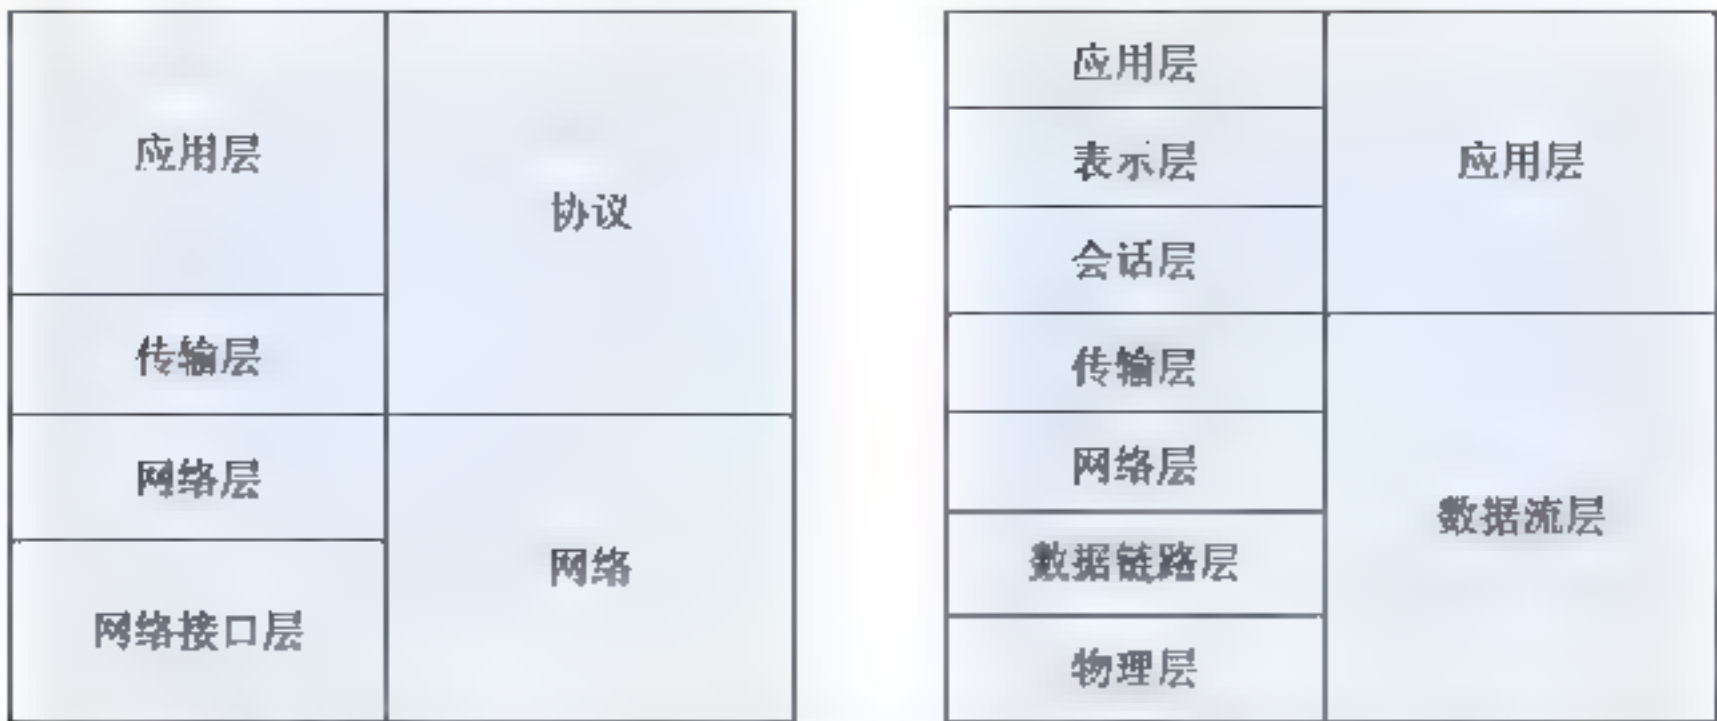 应用层
传输层
网络层
网络接口层
协议
网络
应用层
表示层
会话层
传输层
网络层
数据链路层
物理层
应用层
数据流层